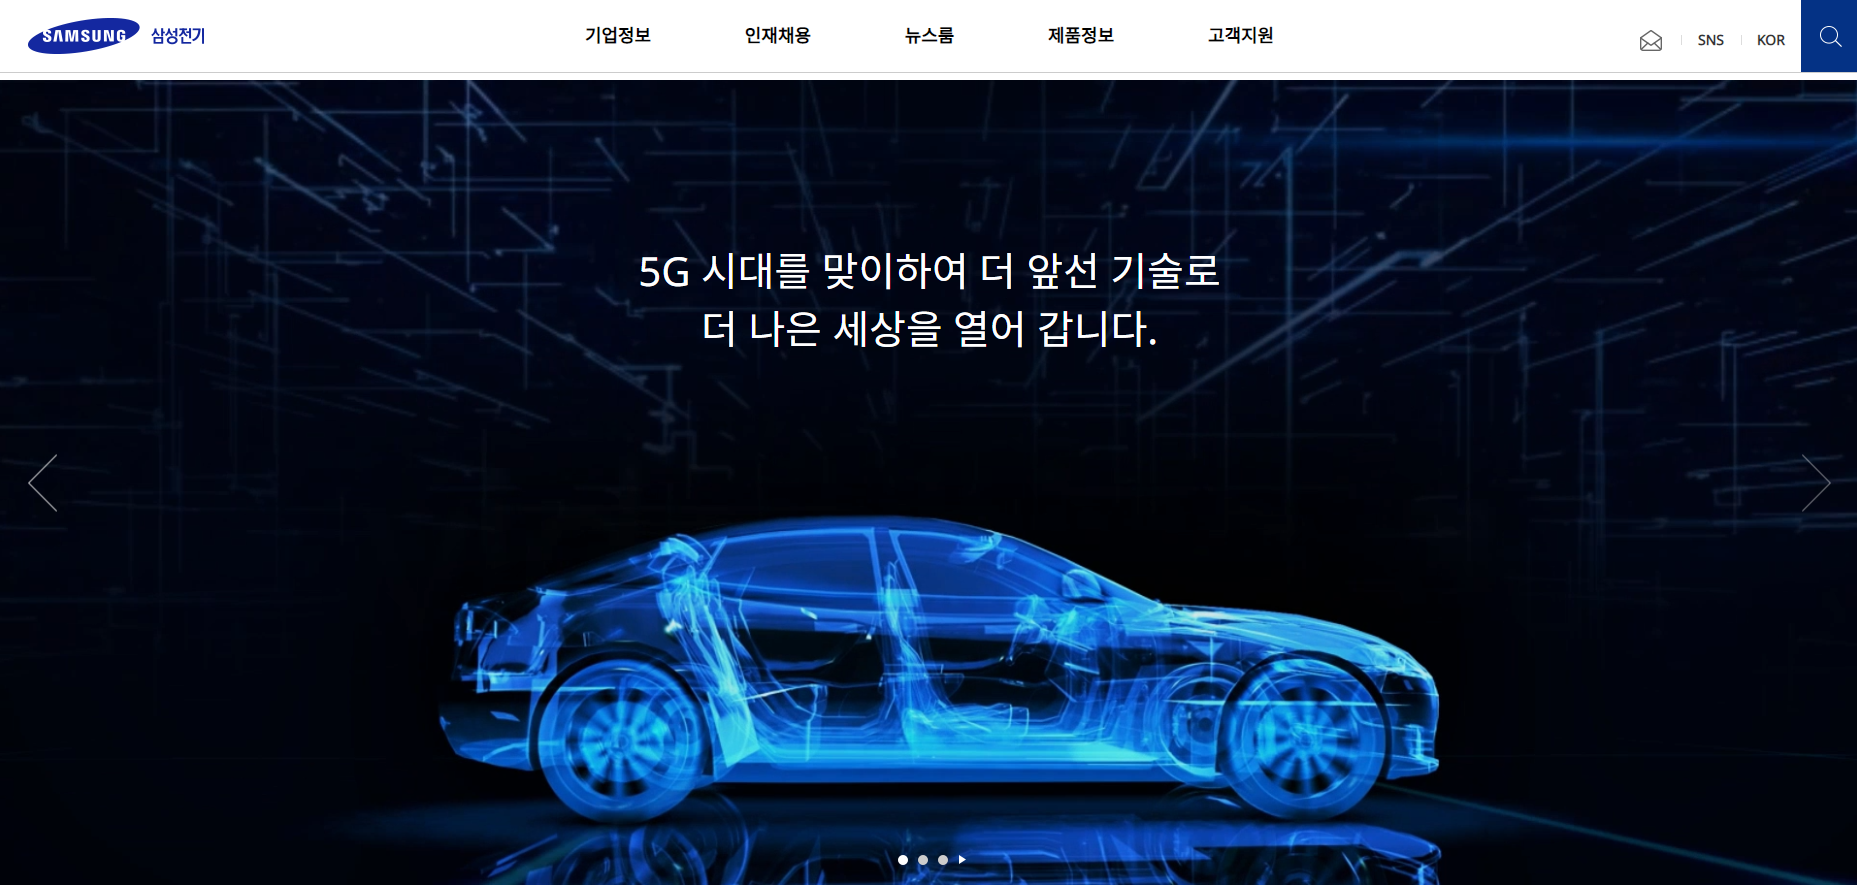 SAMSUNG 삼성전기
기업정보
인재채용
뉴스룸
제품정보
고객지원
SNS
KOR
5G 시대를 맞이하여 더 앞선 기술로
더 나은 세상을 열어 갑니다.